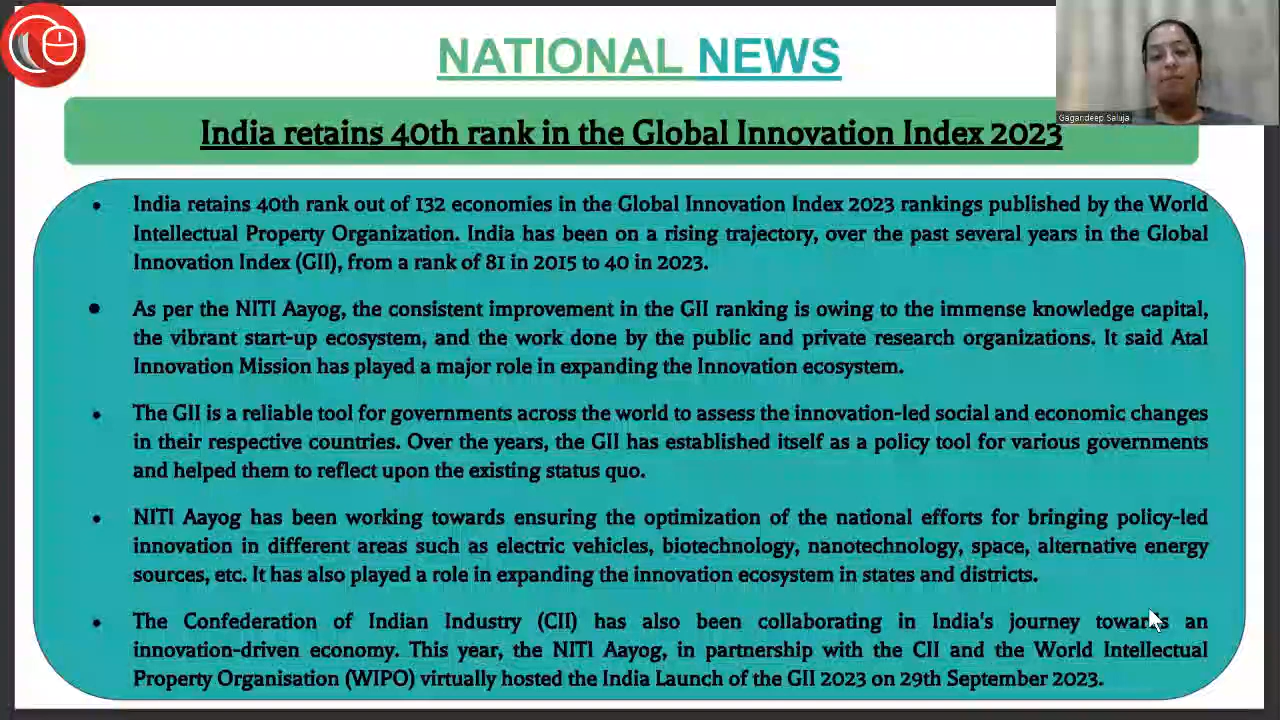 NATIONAL NEWS
Gagandeep Saluja
India retains 40th rank in the Global Innovation Index 2023
• India retains 40th rank out of 132 economies in the Global Innovation Index 2023 rankings published by the World
Intellectual Property Organization. India has been on a rising trajectory, over the past several years in the Global
Innovation Index (GII), from a rank of 81 in 2015 to 40 in 2023.
• As per the NITI Aayog, the consistent improvement in the GII ranking is owing to the immense knowledge capital,
the vibrant start-up ecosystem, and the work done by the public and private research organizations. It said Atal
Innovation Mission has played a major role in expanding the Innovation ecosystem.
• The GII is a reliable tool for governments across the world to assess the innovation-led social and economic changes
in their respective countries. Over the years, the GII has established itself as a policy tool for various governments
and helped them to reflect upon the existing status quo.
• NITI Aayog has been working towards ensuring the optimization of the national efforts for bringing policy-led
innovation in different areas such as electric vehicles, biotechnology, nanotechnology, space, alternative energy
sources, etc. It has also played a role in expanding the innovation ecosystem in states and districts.
• The Confederation of Indian Industry (CII) has also been collaborating in India's journey towards an
innovation-driven economy. This year, the NITI Aayog, in partnership with the CII and the World Intellectual
Property Organisation (WIPO) virtually hosted the India Launch of the GII 2023 on 29th September 2023.